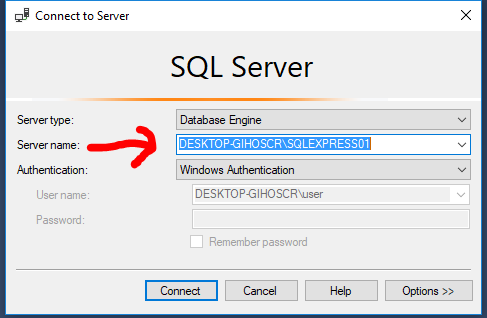 Connect to Server
SQL Server
Server type: Database Engine
Server name: DESKTOP-GIHOSCR\SQLEXPRESS01
Authentication: Windows Authentication
User name: DESKTOP-GIHOSCR\user
Password:
Remember password
Connect Cancel Help Options >>